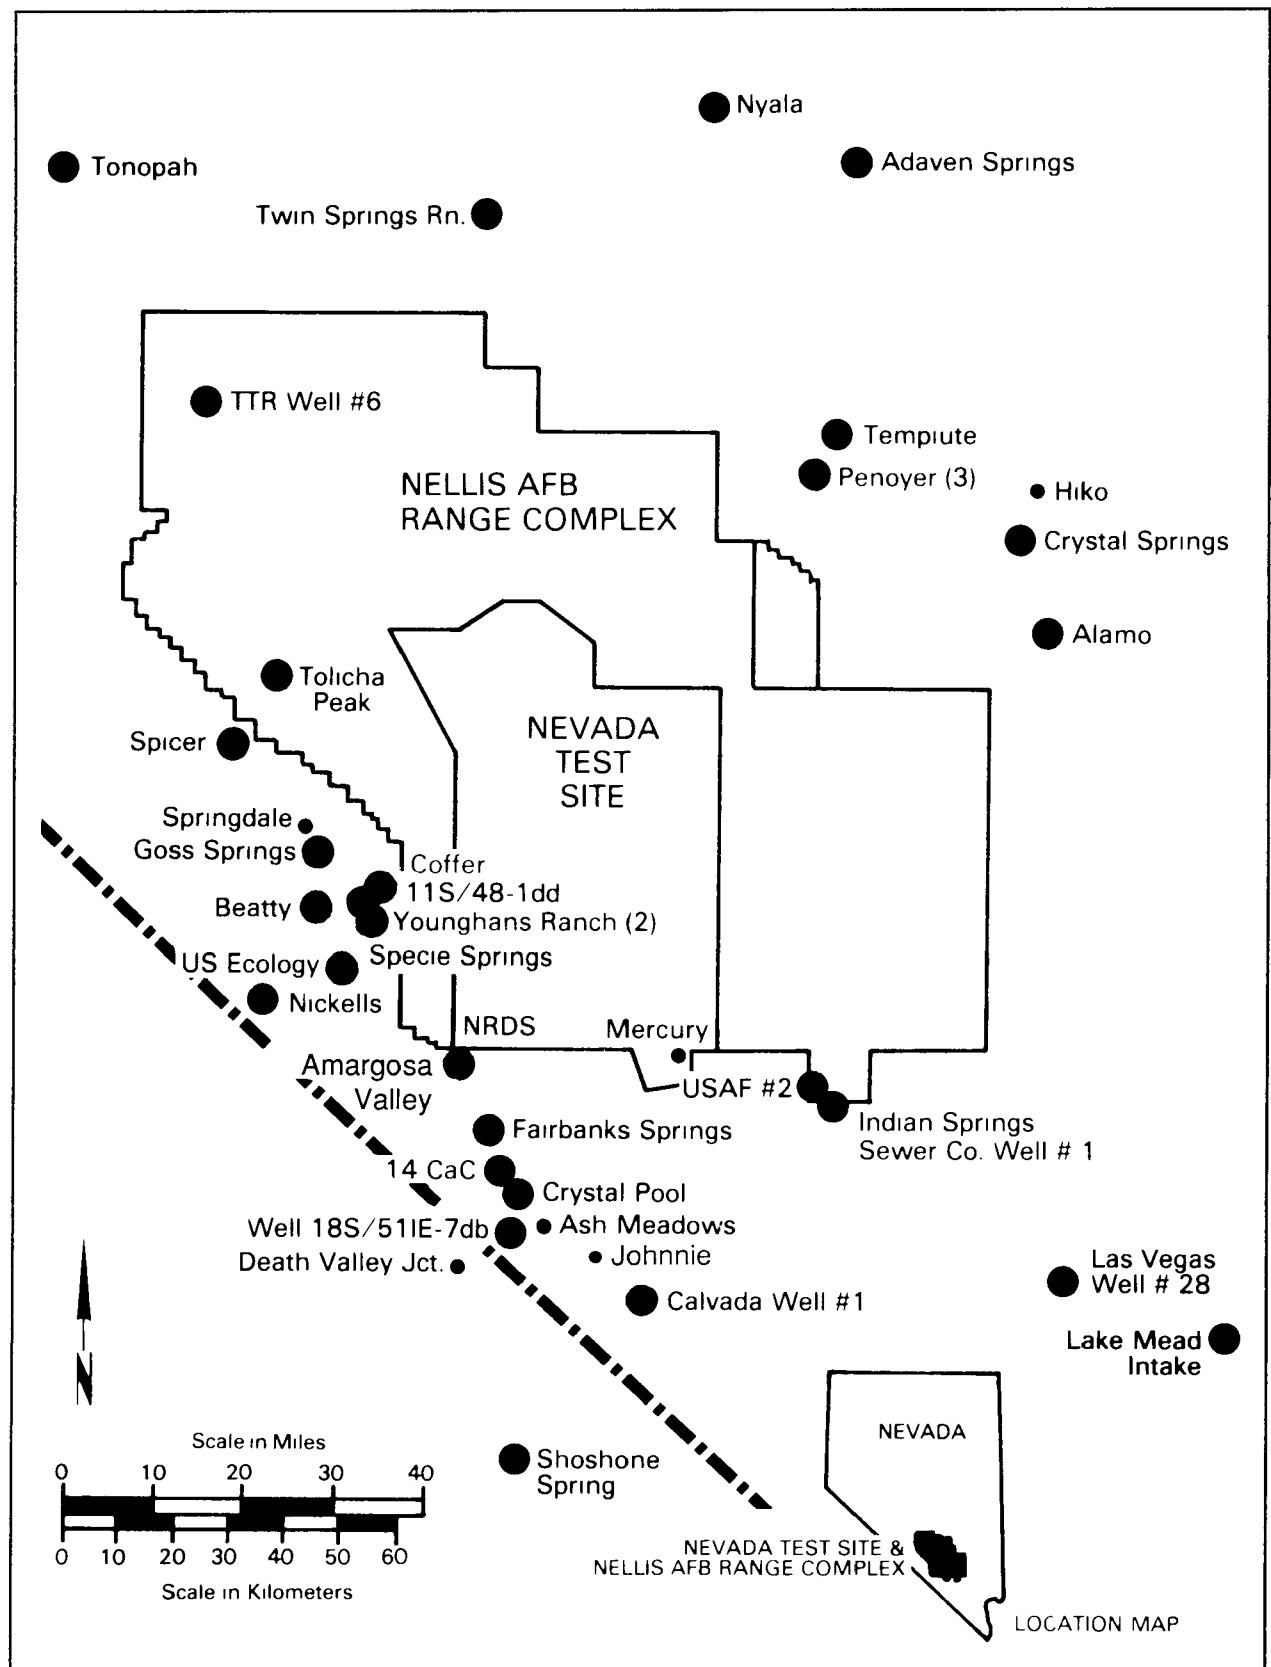 Nyala
Tonopah
Adaven Springs
Twin Springs Rn.
TTR Well #6
Tempiute
NELLIS AFB
RANGE COMPLEX
Penoyer (3)
Hiko
Crystal Springs
Alamo
Tolicha
Peak
NEVADA
TEST
SITE
Spicer
Springdale
Goss Springs
Coffer
11S/48-1dd
Beatty
Younghans Ranch (2)
Specie Springs
US Ecology
Nickells
NRDS
Mercury
Amargosa
Valley
USAF #2
Indian Springs
Sewer Co. Well # 1
Fairbanks Springs
14 CaC
Crystal Pool
Well 18S/51IE-7db
Ash Meadows
Death Valley Jct.
Johnnie
Las Vegas
Well # 28
Calvada Well #1
Lake Mead
Intake
N
NEVADA
Scale in Miles
0 10 20 30 40
0 10 20 30 40 50 60
Scale in Kilometers
Shoshone
Spring
NEVADA TEST SITE &
NELLIS AFB RANGE COMPLEX
LOCATION MAP